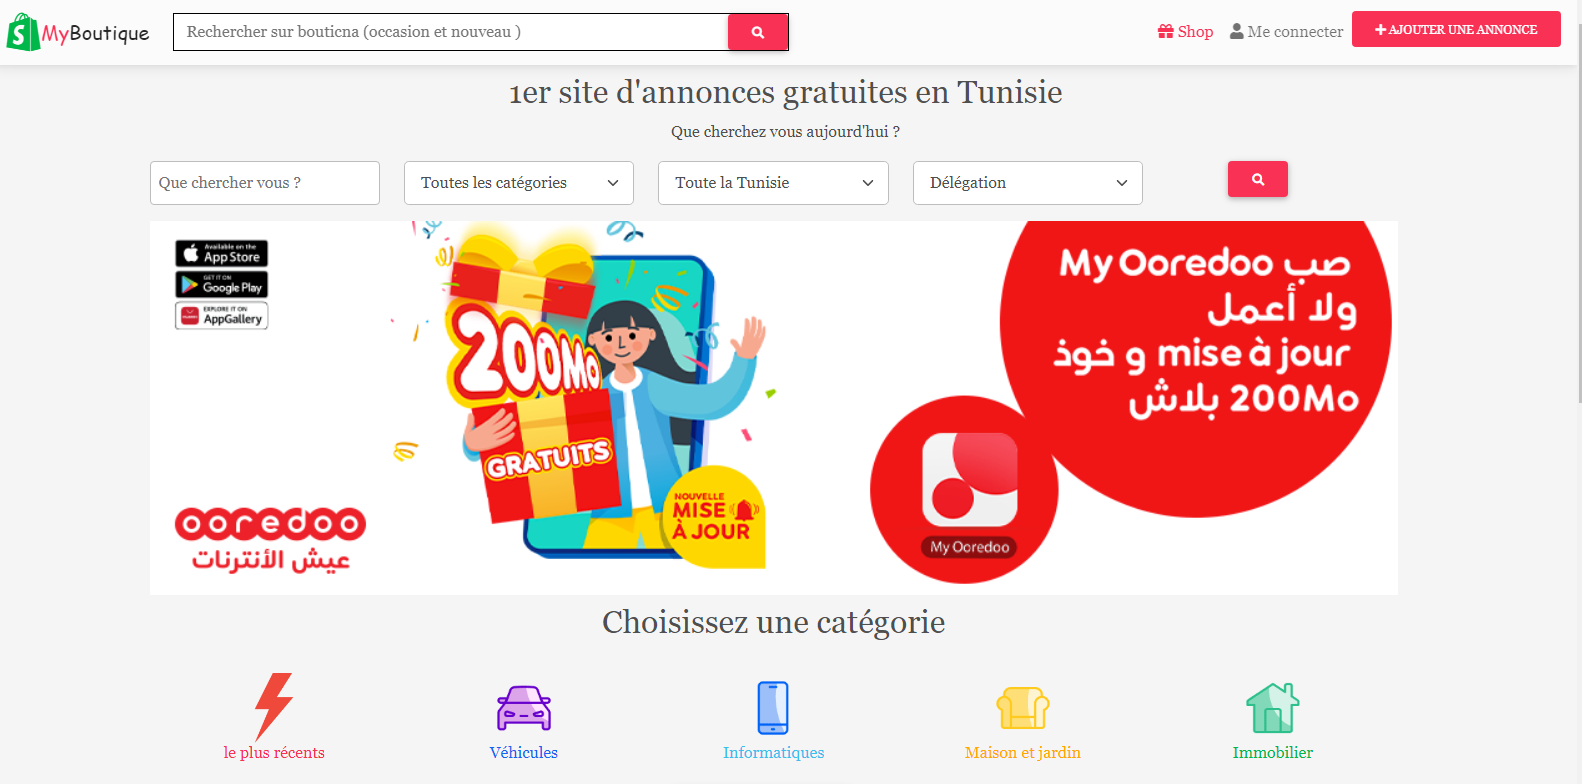 S MyBoutique
Rechercher sur bouticna (occasion et nouveau )
Shop
Me connecter
AJOUTER UNE ANNONCE
1er site d'annonces gratuites en Tunisie
Que cherchez vous aujourd'hui ?
Que chercher vous ?
Toutes les catégories
Toute la Tunisie
Délégation
Available on the
App Store
GET IT ON
Google Play
EXPLORE IT ON
AppGallery
200Mo
GRATUITS
NOUVELLE
MISE
À JOUR
صب My Ooredoo
ولا أعمل
mise à jour و خوذ
200Mo بلاش
My Ooredoo
ooredoo
عيش الأنترنات
Choisissez une catégorie
le plus récents
Véhicules
Informatiques
Maison et jardin
Immobilier